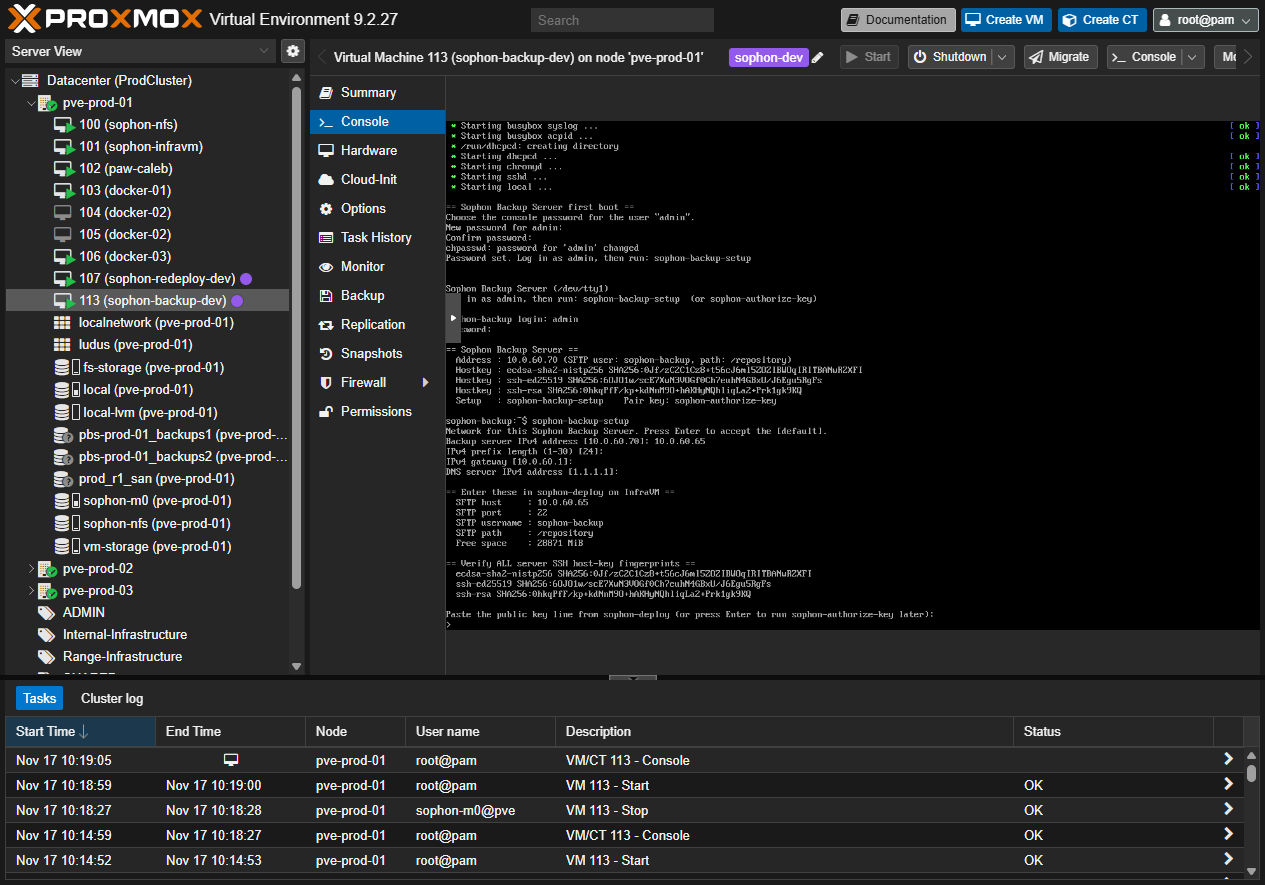 PROXMOX Virtual Environment 9.2.27
Search
Documentation
Create VM
Create CT
root@pam
Server View
Datacenter (ProdCluster)
pve-prod-01
100 (sophon-nfs)
101 (sophon-infravm)
102 (paw-caleb)
103 (docker-01)
104 (docker-02)
105 (docker-02)
106 (docker-03)
107 (sophon-redeploy-dev)
113 (sophon-backup-dev)
localnetwork (pve-prod-01)
ludus (pve-prod-01)
fs-storage (pve-prod-01)
local (pve-prod-01)
local-lvm (pve-prod-01)
pbs-prod-01_backups1 (pve-prod-...
pbs-prod-01_backups2 (pve-prod-...
prod_r1_san (pve-prod-01)
sophon-m0 (pve-prod-01)
sophon-nfs (pve-prod-01)
vm-storage (pve-prod-01)
pve-prod-02
pve-prod-03
ADMIN
Internal-Infrastructure
Range-Infrastructure
Virtual Machine 113 (sophon-backup-dev) on node 'pve-prod-01'
sophon-dev
Start
Shutdown
Migrate
Console
Summary
Console
Hardware
Cloud-Init
Options
Task History
Monitor
Backup
Replication
Snapshots
Firewall
Permissions
* Starting busybox syslog ... [ ok ]
* Starting busybox acpid ... [ ok ]
* /run/dhcpcd: creating directory
* Starting dhcpcd ... [ ok ]
* Starting chronyd ... [ ok ]
* Starting sshd ... [ ok ]
* Starting local ... [ ok ]
== Sophon Backup Server first boot ==
Choose the console password for the user "admin".
New password for admin:
Confirm password:
chpasswd: password for 'admin' changed
Password set. Log in as admin, then run: sophon-backup-setup
Sophon Backup Server (/dev/tty1)
in as admin, then run: sophon-backup-setup (or sophon-authorize-key)
hon-backup login: admin
sword:
== Sophon Backup Server ==
Address : 10.0.60.70 (SFTP user: sophon-backup, path: /repository)
Hostkey : ecdsa-sha2-nistp256
Hostkey : ssh-ed25519
Hostkey : ssh-rsa
Setup : sophon-backup-setup Pair key: sophon-authorize-key
sophon-backup:~$ sophon-backup-setup
Network for this Sophon Backup Server. Press Enter to accept the [default].
Backup server IPv4 address [10.0.60.70]: 10.0.60.65
IPv4 prefix length (1-30) [24]:
IPv4 gateway [10.0.60.1]:
DNS server IPv4 address [1.1.1.1]:
== Enter these in sophon-deploy on InfraVM ==
SFTP host : 10.0.60.65
SFTP port : 22
SFTP username : sophon-backup
SFTP path : /repository
Free space : 28871 MiB
== Verify ALL server SSH host-key fingerprints ==
ecdsa-sha2-nistp256
ssh-ed25519
ssh-rsa
Paste the public key line from sophon-deploy (or press Enter to run sophon-authorize-key later):
>
Tasks
Cluster log
Start Time End Time Node User name Description Status
Nov 17 10:19:05 pve-prod-01 root@pam VM/CT 113 - Console
Nov 17 10:18:59 Nov 17 10:19:00 pve-prod-01 root@pam VM 113 - Start OK
Nov 17 10:18:27 Nov 17 10:18:28 pve-prod-01 sophon-m0@pve VM 113 - Stop OK
Nov 17 10:14:59 Nov 17 10:18:27 pve-prod-01 root@pam VM/CT 113 - Console OK
Nov 17 10:14:52 Nov 17 10:14:53 pve-prod-01 root@pam VM 113 - Start OK